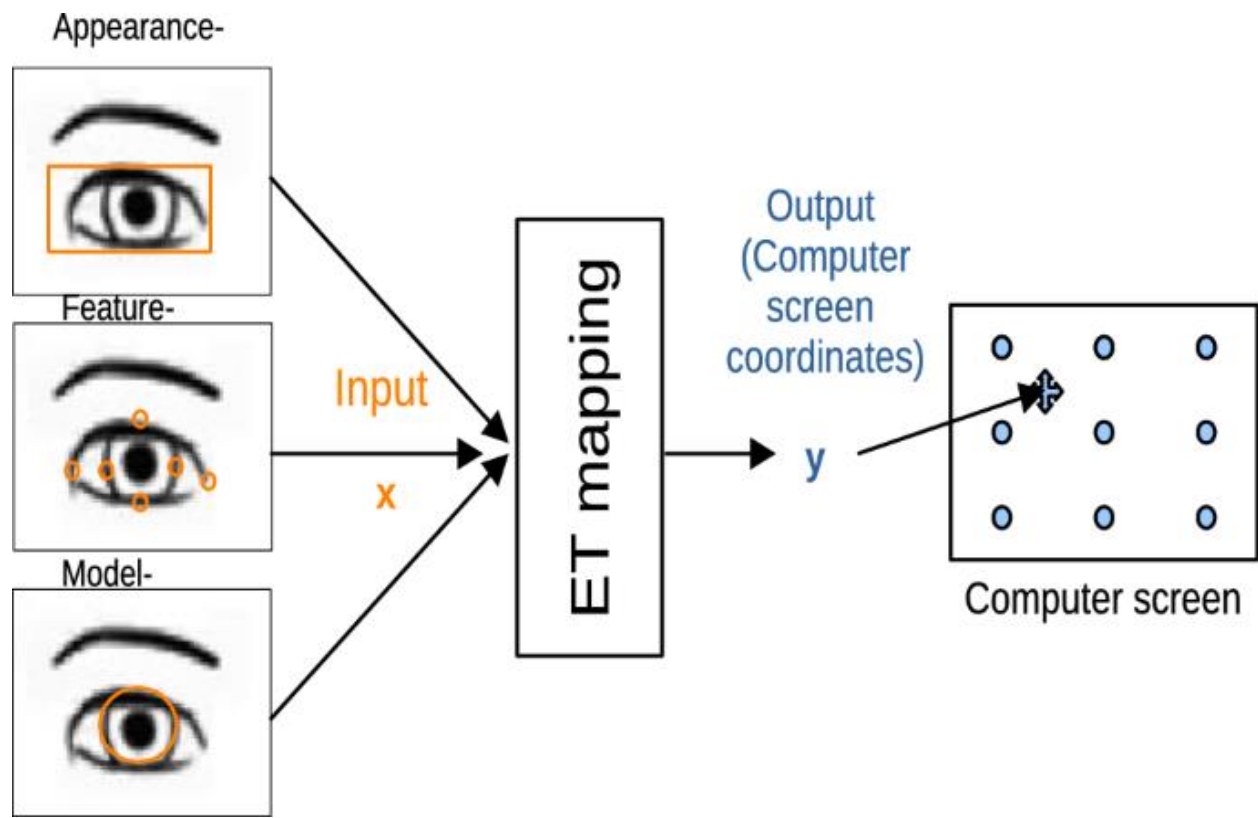 Appearance-
Feature-
Model-
Input
x
ET mapping
Output
(Computer
screen
coordinates)
y
Computer screen